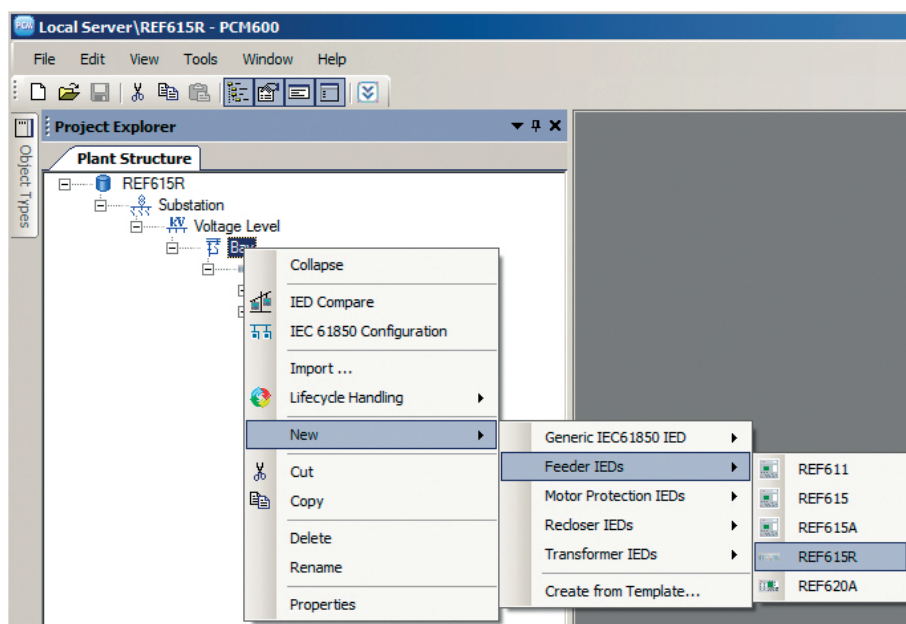 Local Server\REF615R - PCM600
File Edit View Tools Window Help
Project Explorer
Object Types
Plant Structure
REF615R
Substation
Voltage Level
Bay
Collapse
IED Compare
IEC 61850 Configuration
Import ...
Lifecycle Handling
New
Cut
Copy
Delete
Rename
Properties
Generic IEC61850 IED
Feeder IEDs
Motor Protection IEDs
Recloser IEDs
Transformer IEDs
Create from Template...
REF611
REF615
REF615A
REF615R
REF620A